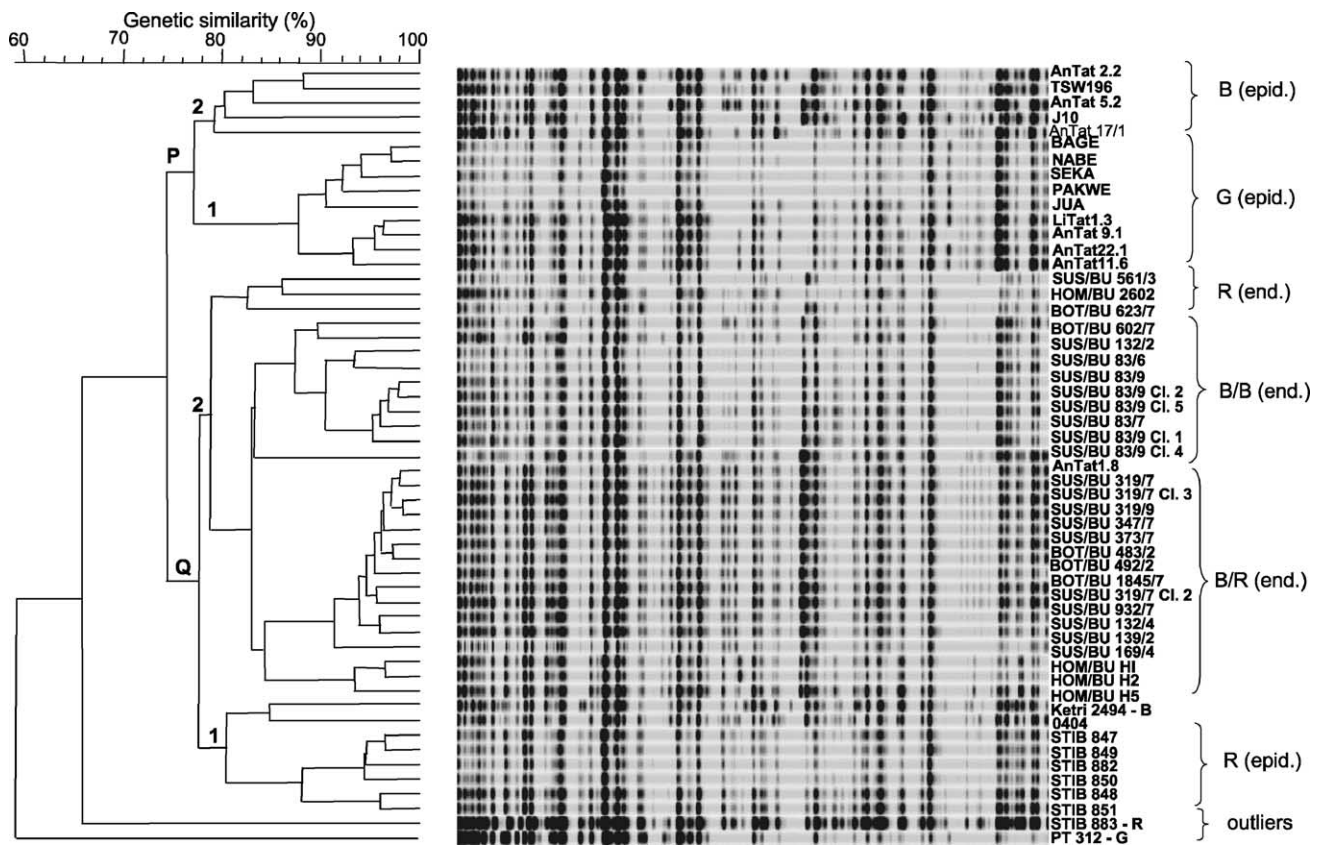 Genetic similarity (%)
60 70 80 90 100
2
P
1
2
Q
1
AnTat 2.2
TSW196
AnTat 5.2
J10
AnTat 17/1
BAGE
NABE
SEKA
PAKWE
JUA
LiTat1.3
AnTat 9.1
AnTat22.1
AnTat11.6
SUS/BU 561/3
HOM/BU 2602
BOT/BU 623/7
BOT/BU 602/7
SUS/BU 132/2
SUS/BU 83/6
SUS/BU 83/9
SUS/BU 83/9 Cl. 2
SUS/BU 83/9 Cl. 5
SUS/BU 83/7
SUS/BU 83/9 Cl. 1
SUS/BU 83/9 Cl. 4
AnTat1.8
SUS/BU 319/7
SUS/BU 319/7 Cl. 3
SUS/BU 319/9
SUS/BU 347/7
SUS/BU 373/7
BOT/BU 483/2
BOT/BU 492/2
BOT/BU 1845/7
SUS/BU 319/7 Cl. 2
SUS/BU 932/7
SUS/BU 132/4
SUS/BU 139/2
SUS/BU 169/4
HOM/BU HI
HOM/BU H2
HOM/BU H5
Ketri 2494 - B
0404
STIB 847
STIB 849
STIB 882
STIB 850
STIB 848
STIB 851
STIB 883 - R
PT 312 - G
B (epid.)
G (epid.)
R (end.)
B/B (end.)
B/R (end.)
R (epid.)
outliers